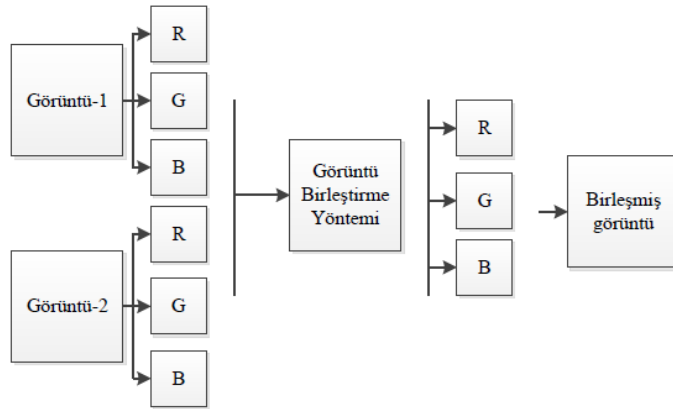 Görüntü-1
R
G
B
Görüntü-2
R
G
B
Görüntü
Birleştirme
Yöntemi
R
G
B
Birleşmiş
görüntü